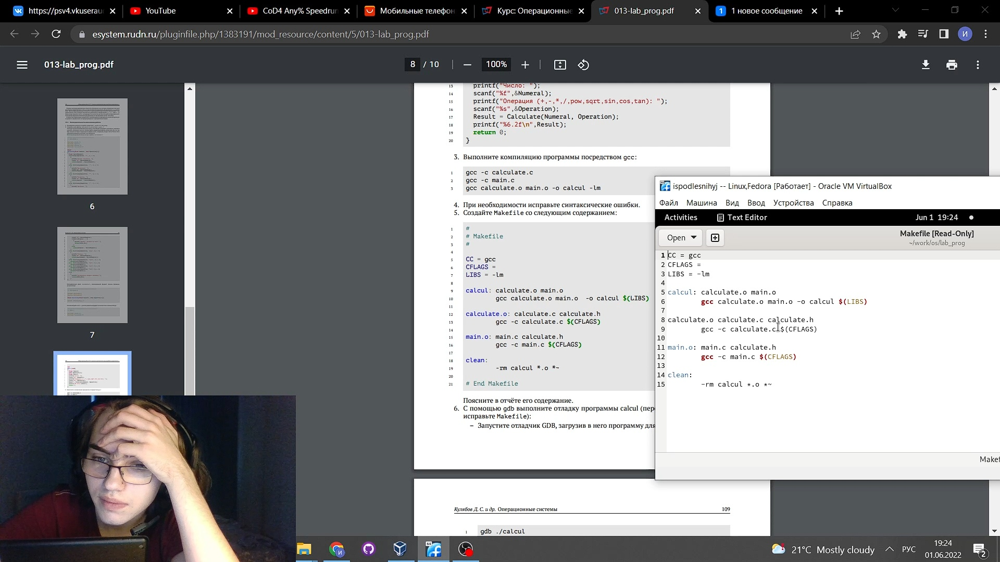 https://psv4.vkuserau
YouTube
CoD4 Any% Speedrun
Мобильные телефон
Курс: Операционные
013-lab_prog.pdf
1 новое сообщение
esystem.rudn.ru/pluginfile.php/1383191/mod_resource/content/5/013-lab_prog.pdf
И
013-lab_prog.pdf
8 / 10
100%
6
7
13 printf("Число: ");
14 scanf("%f",&Numeral);
15 printf("Операция (+,-,*,/,pow,sqrt,sin,cos,tan): ");
16 scanf("%s",&Operation);
17 Result = Calculate(Numeral, Operation);
18 printf("%6.2f\n",Result);
19 return 0;
20 }
3. Выполните компиляцию программы посредством gcc:
1 gcc -c calculate.c
2 gcc -c main.c
3 gcc calculate.o main.o -o calcul -lm
4. При необходимости исправьте синтаксические ошибки.
5. Создайте Makefile со следующим содержанием:
1 #
2 # Makefile
3 #
4
5 CC = gcc
6 CFLAGS =
7 LIBS = -lm
8
9 calcul: calculate.o main.o
10 gcc calculate.o main.o -o calcul $(LIBS)
11
12 calculate.o: calculate.c calculate.h
13 gcc -c calculate.c $(CFLAGS)
14
15 main.o: main.c calculate.h
16 gcc -c main.c $(CFLAGS)
17
18 clean:
19 -rm calcul *.o *~
20
21 # End Makefile
Поясните в отчёте его содержание.
6. С помощью gdb выполните отладку программы calcul (пер
исправьте Makefile):
– Запустите отладчик GDB, загрузив в него программу для
Кулябов Д. С. и др. Операционные системы 109
1 gdb ./calcul
ispodlesnihyj -- Linux,Fedora [Работает] - Oracle VM VirtualBox
Файл Машина Вид Ввод Устройства Справка
Activities Text Editor Jun 1 19:24
Open
Makefile [Read-Only]
~/work/os/lab_prog
1 CC = gcc
2 CFLAGS =
3 LIBS = -lm
4
5 calcul: calculate.o main.o
6 gcc calculate.o main.o -o calcul $(LIBS)
7
8 calculate.o calculate.c calculate.h
9 gcc -c calculate.c $(CFLAGS)
10
11 main.o: main.c calculate.h
12 gcc -c main.c $(CFLAGS)
13
14 clean:
15 -rm calcul *.o *~
Makef
64
21°C Mostly cloudy
РУС
19:24
01.06.2022
2